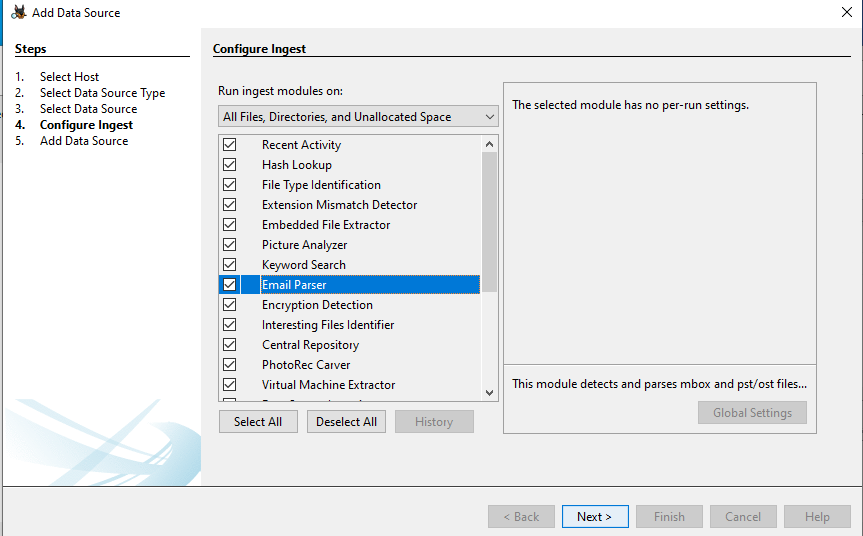 Add Data Source
Steps
1. Select Host
2. Select Data Source Type
3. Select Data Source
4. Configure Ingest
5. Add Data Source
Configure Ingest
Run ingest modules on:
All Files, Directories, and Unallocated Space
Recent Activity
Hash Lookup
File Type Identification
Extension Mismatch Detector
Embedded File Extractor
Picture Analyzer
Keyword Search
Email Parser
Encryption Detection
Interesting Files Identifier
Central Repository
PhotoRec Carver
Virtual Machine Extractor
Select All
Deselect All
History
The selected module has no per-run settings.
This module detects and parses mbox and pst/ost files...
Global Settings
< Back
Next >
Finish
Cancel
Help